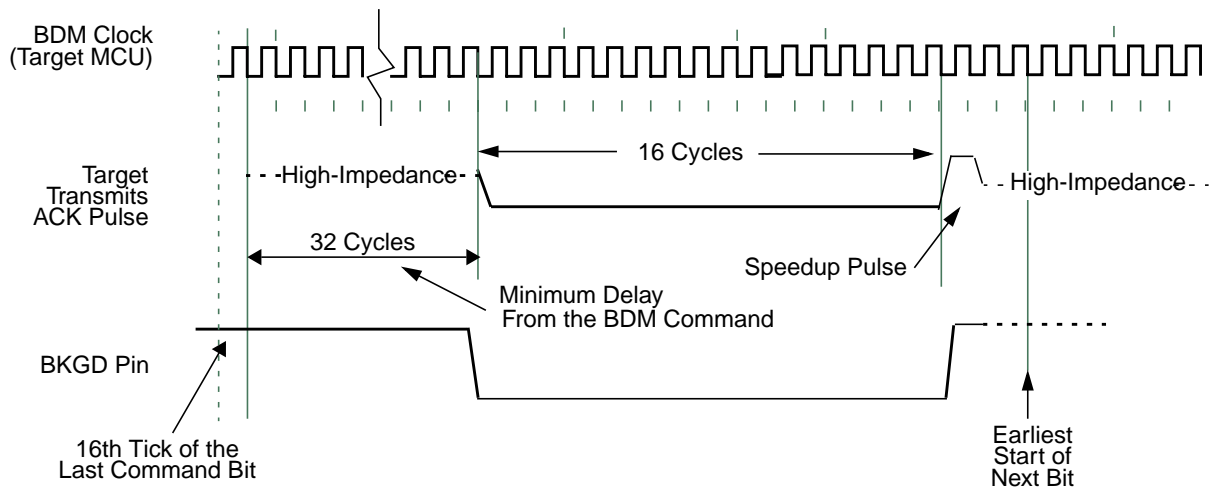 BDM Clock
(Target MCU)
16 Cycles
Target
Transmits
ACK Pulse
High-Impedance
High-Impedance
32 Cycles
Speedup Pulse
Minimum Delay
From the BDM Command
BKGD Pin
16th Tick of the
Last Command Bit
Earliest
Start of
Next Bit